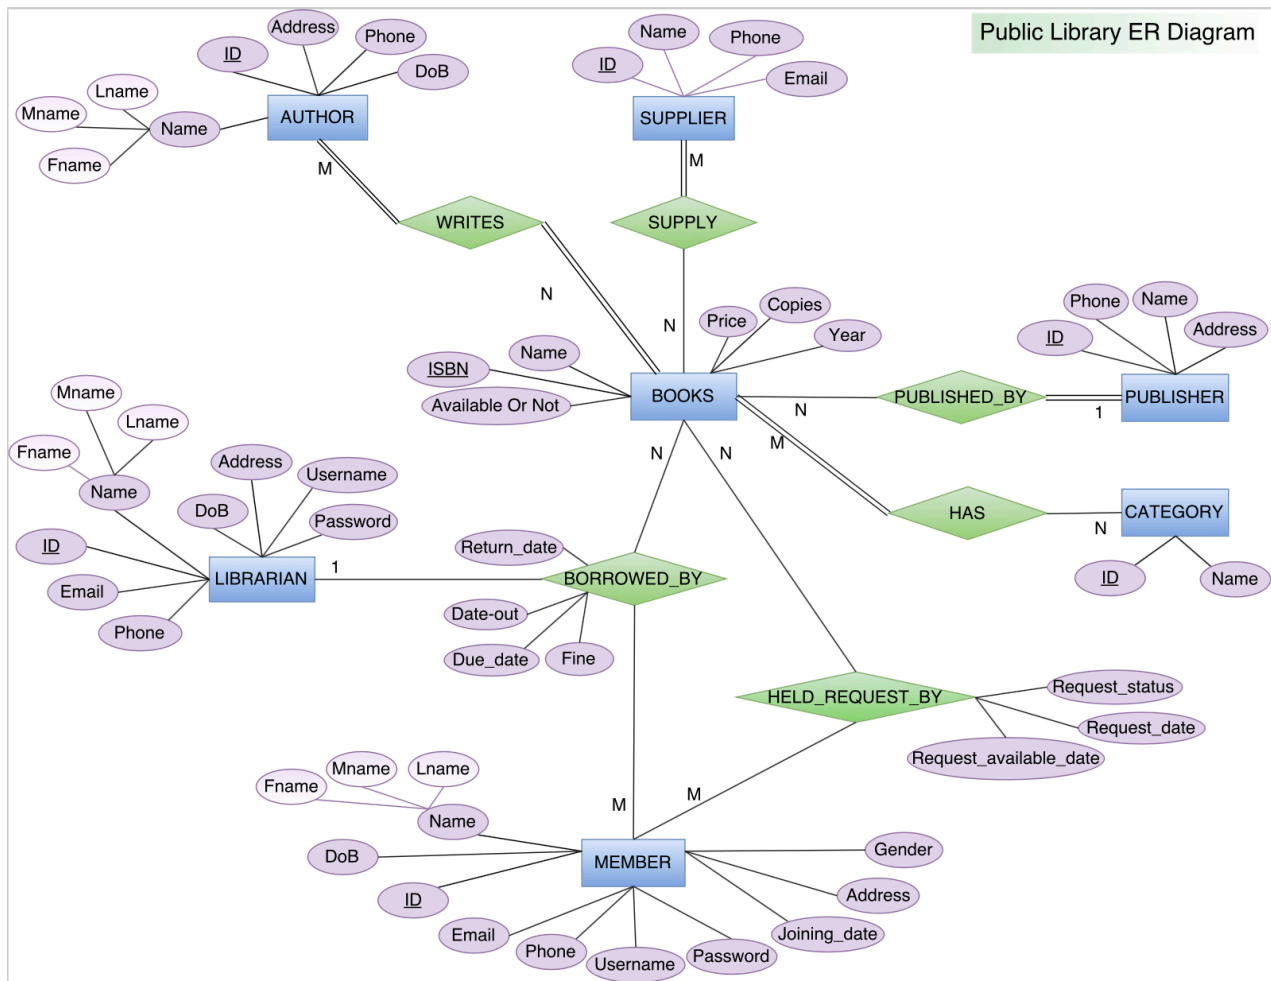 Public Library ER Diagram
Address
ID
Phone
DoB
Lname
Mname
Name
Fname
AUTHOR
M
WRITES
N
Name
Phone
ID
Email
SUPPLIER
M
SUPPLY
N
Price
Copies
Year
Name
ISBN
Available Or Not
BOOKS
N
PUBLISHED_BY
1
Phone
Name
ID
Address
PUBLISHER
M
HAS
N
CATEGORY
ID
Name
N
N
Mname
Lname
Fname
Name
Address
Username
DoB
Password
ID
Email
Phone
LIBRARIAN
1
Return_date
BORROWED_BY
Date-out
Due_date
Fine
HELD_REQUEST_BY
Request_status
Request_date
Request_available_date
M
M
Mname
Lname
Fname
Name
DoB
ID
MEMBER
Gender
Address
Joining_date
Email
Phone
Username
Password